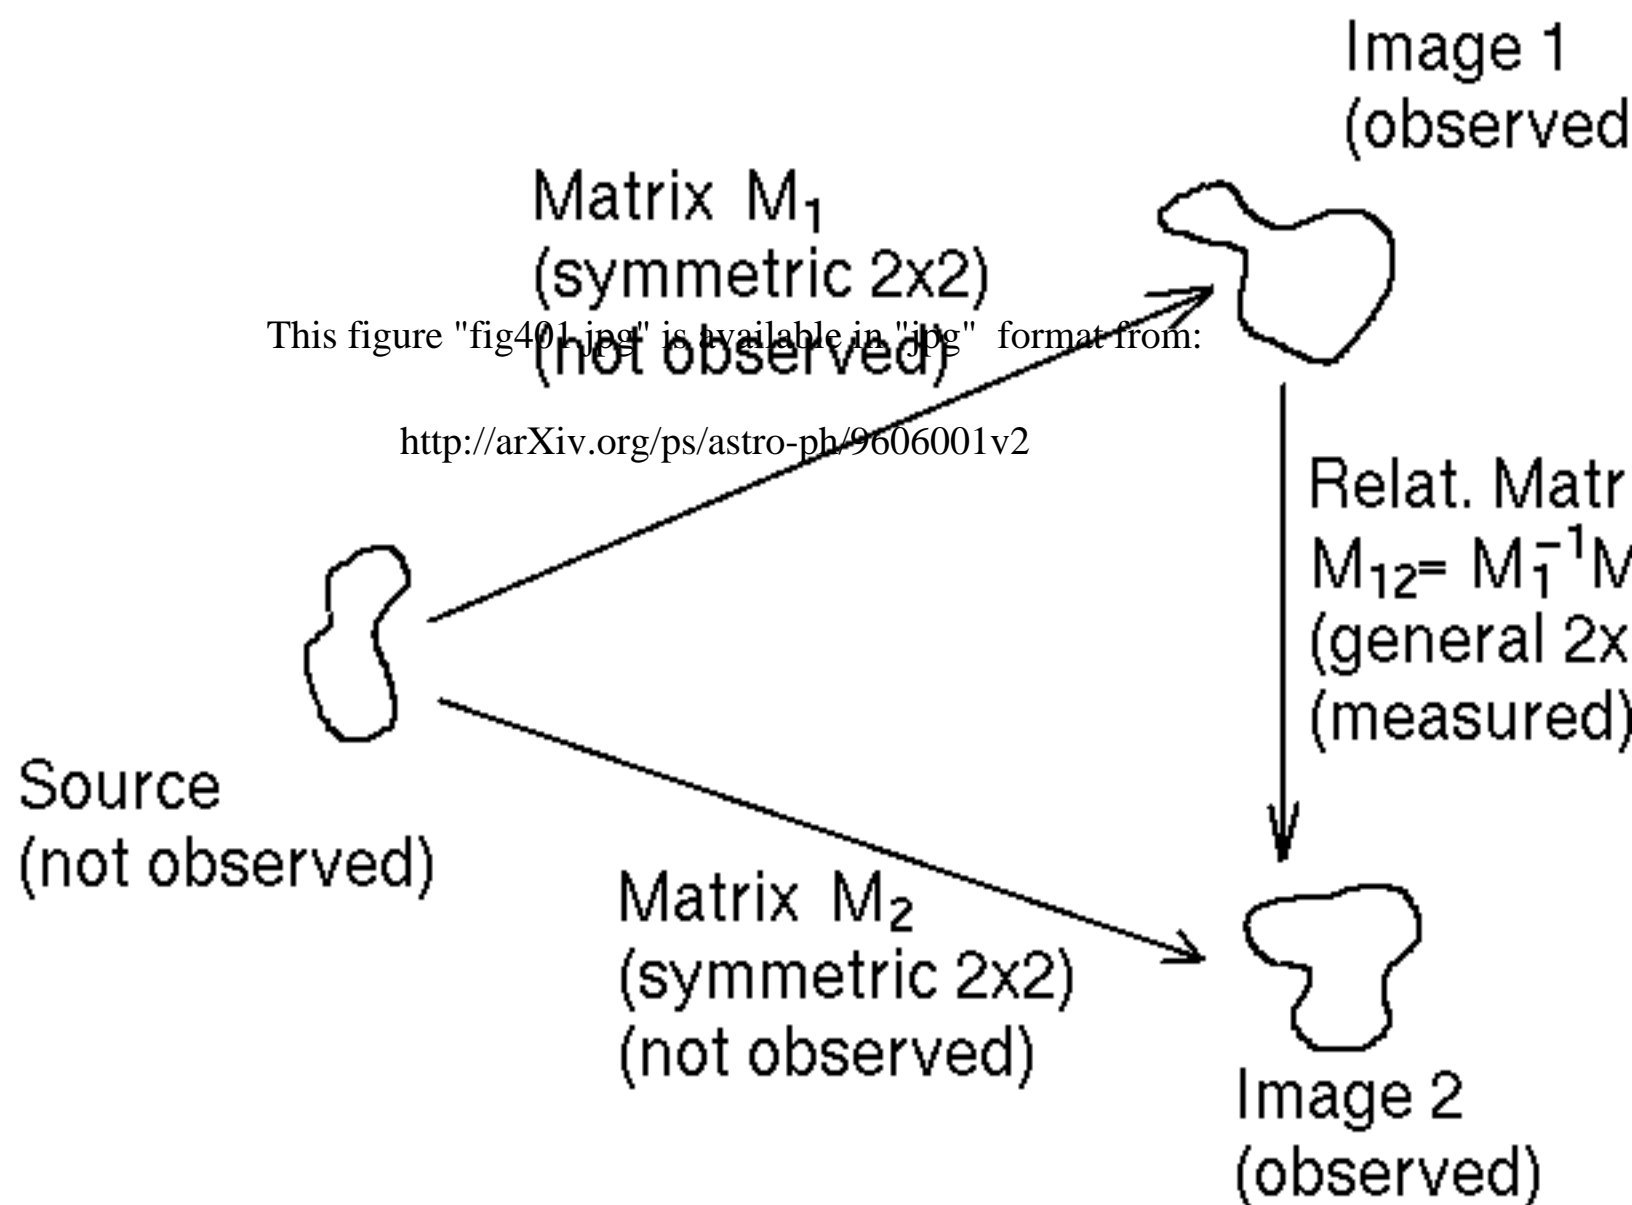 Image 1
(observed
Matrix M₁
(symmetric 2x2)
(not observed)
This figure "fig401.jpg" is available in "jpg" format from:
http://arXiv.org/ps/astro-ph/9606001v2
Relat. Matr
M₁₂= M₁⁻¹M
(general 2x
(measured)
Source
(not observed)
Matrix M₂
(symmetric 2x2)
(not observed)
Image 2
(observed)